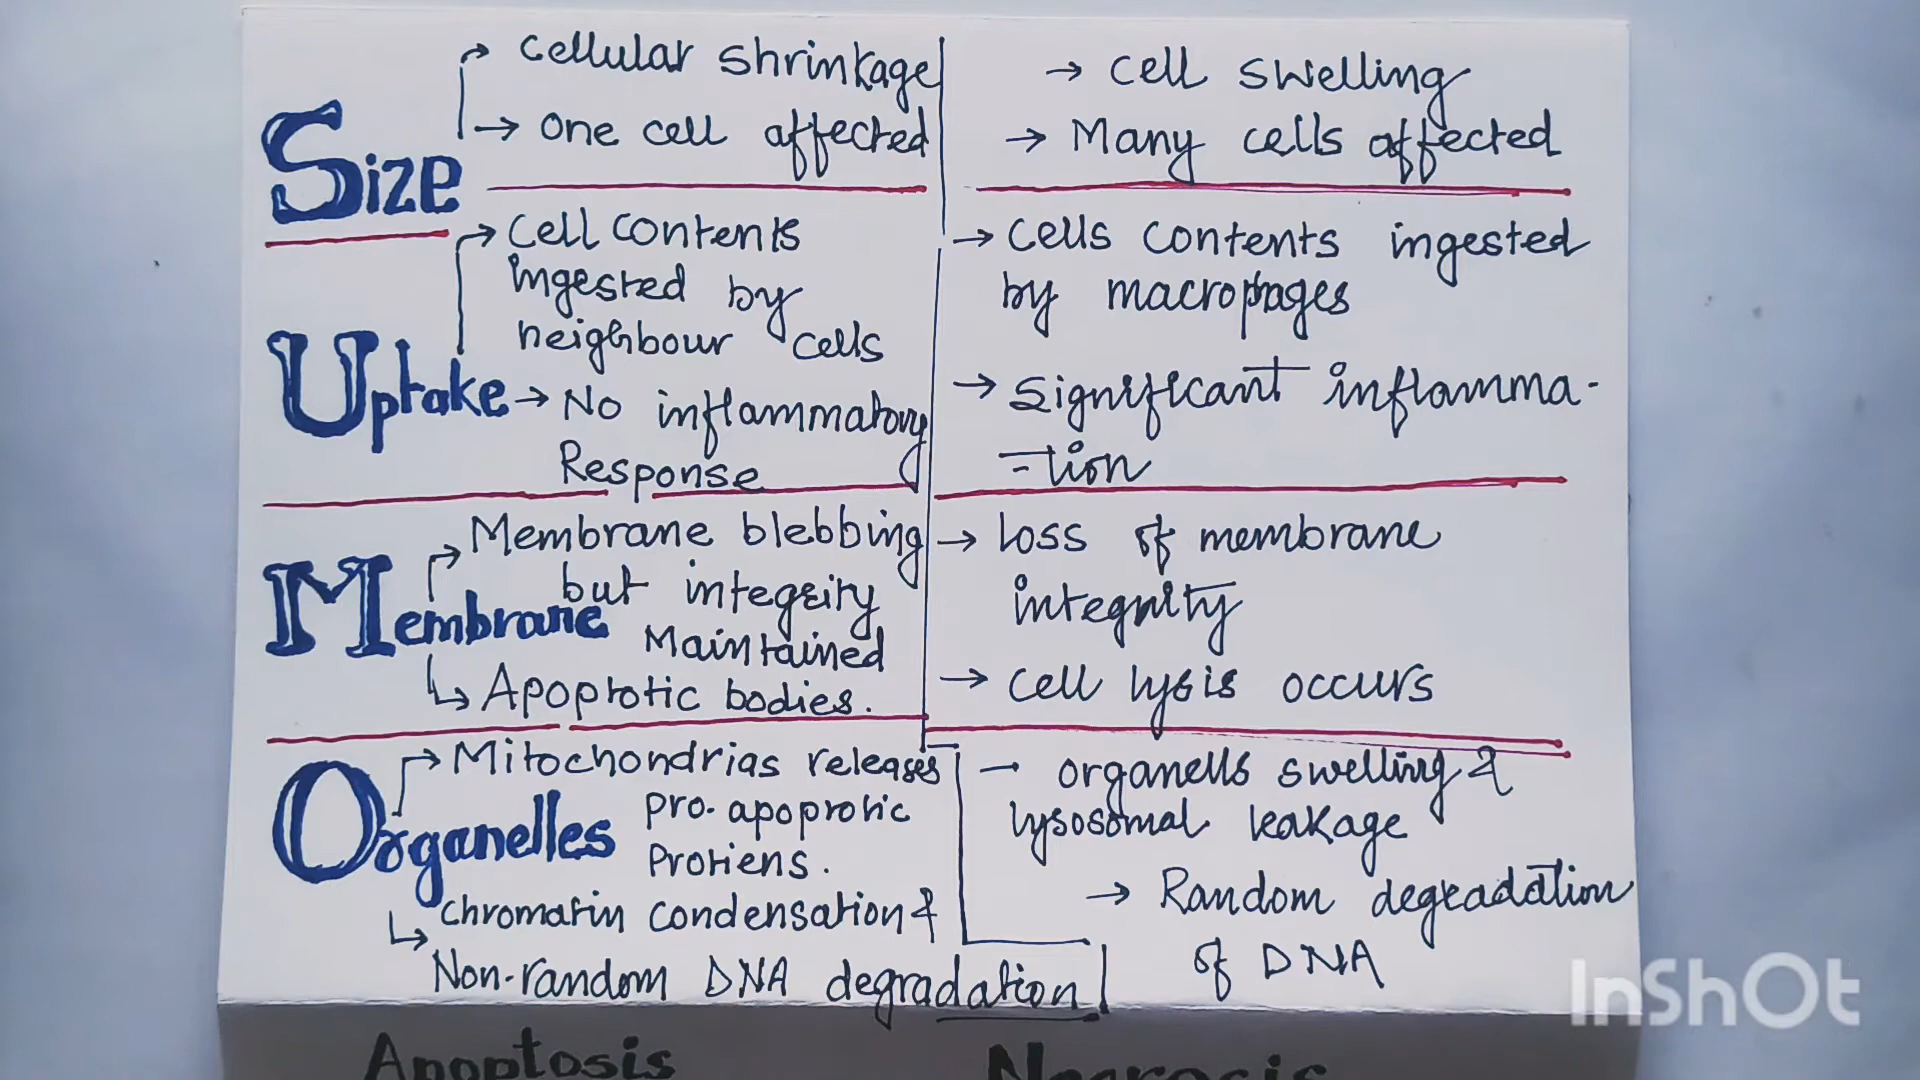 Size
→ cellular shrinkage
→ one cell affected
→ cell swelling
→ Many cells affected
Uptake
→ Cell contents
ingested by
neighbour cells
→ No inflammatory
Response
→ cells contents ingested
by macrophages
→ significant inflamma-
-tion
Membrane
→ Membrane blebbing
but integrity
Maintained
→ Apoptotic bodies.
→ loss of membrane
integrity
→ cell lysis occurs
Organelles
→ Mitochondrias releases
pro-apoptotic
Protiens.
→ chromatin condensation &
Non-random DNA degradation
→ organells swelling &
lysosomal leakage
→ Random degradation
of DNA
Apoptosis
Necrosis
InShOt